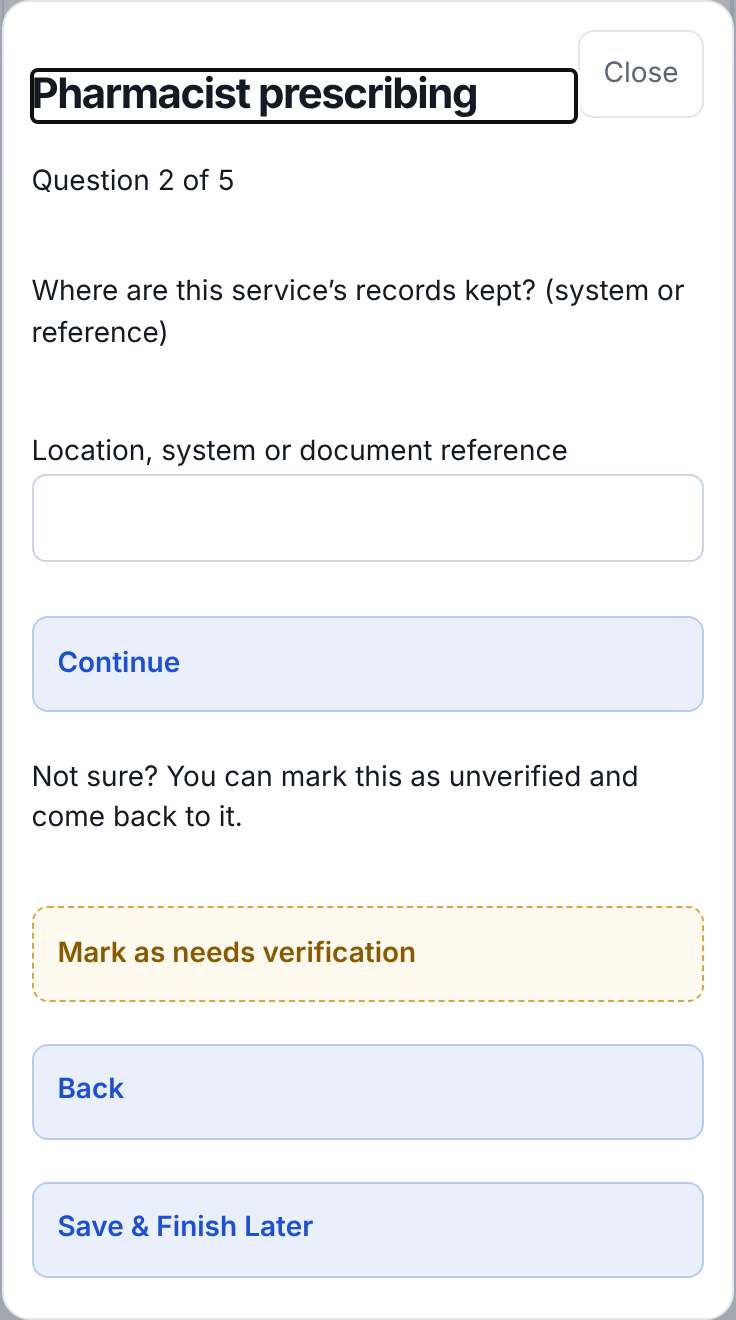 Pharmacist prescribing
Close
Question 2 of 5
Where are this service’s records kept? (system or
reference)
Location, system or document reference
Continue
Not sure? You can mark this as unverified and
come back to it.
Mark as needs verification
Back
Save & Finish Later